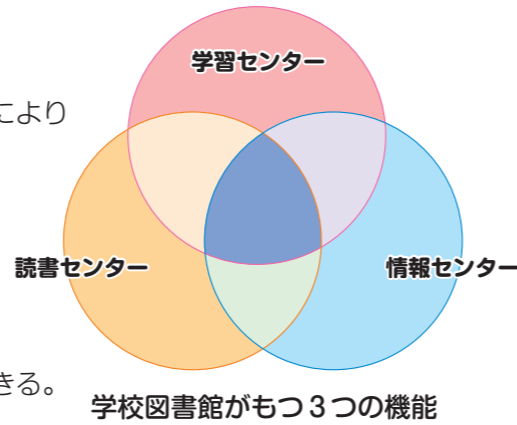 学習センター
により
読書センター
情報センター
きる。
学校図書館がもつ3つの機能